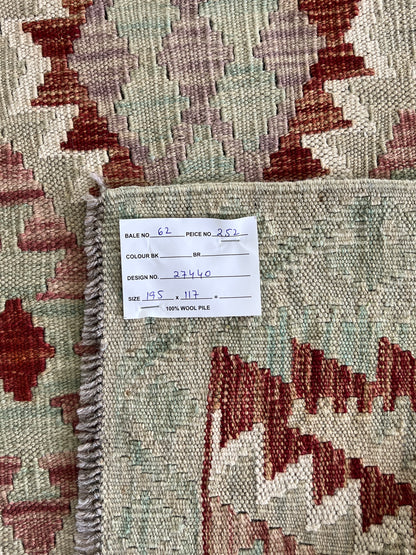 BALE NO 62 PEICE NO 252
COLOUR BK BR
DESIGN NO. 27440
SIZE 195 x 117 =
100% WOOL PILE